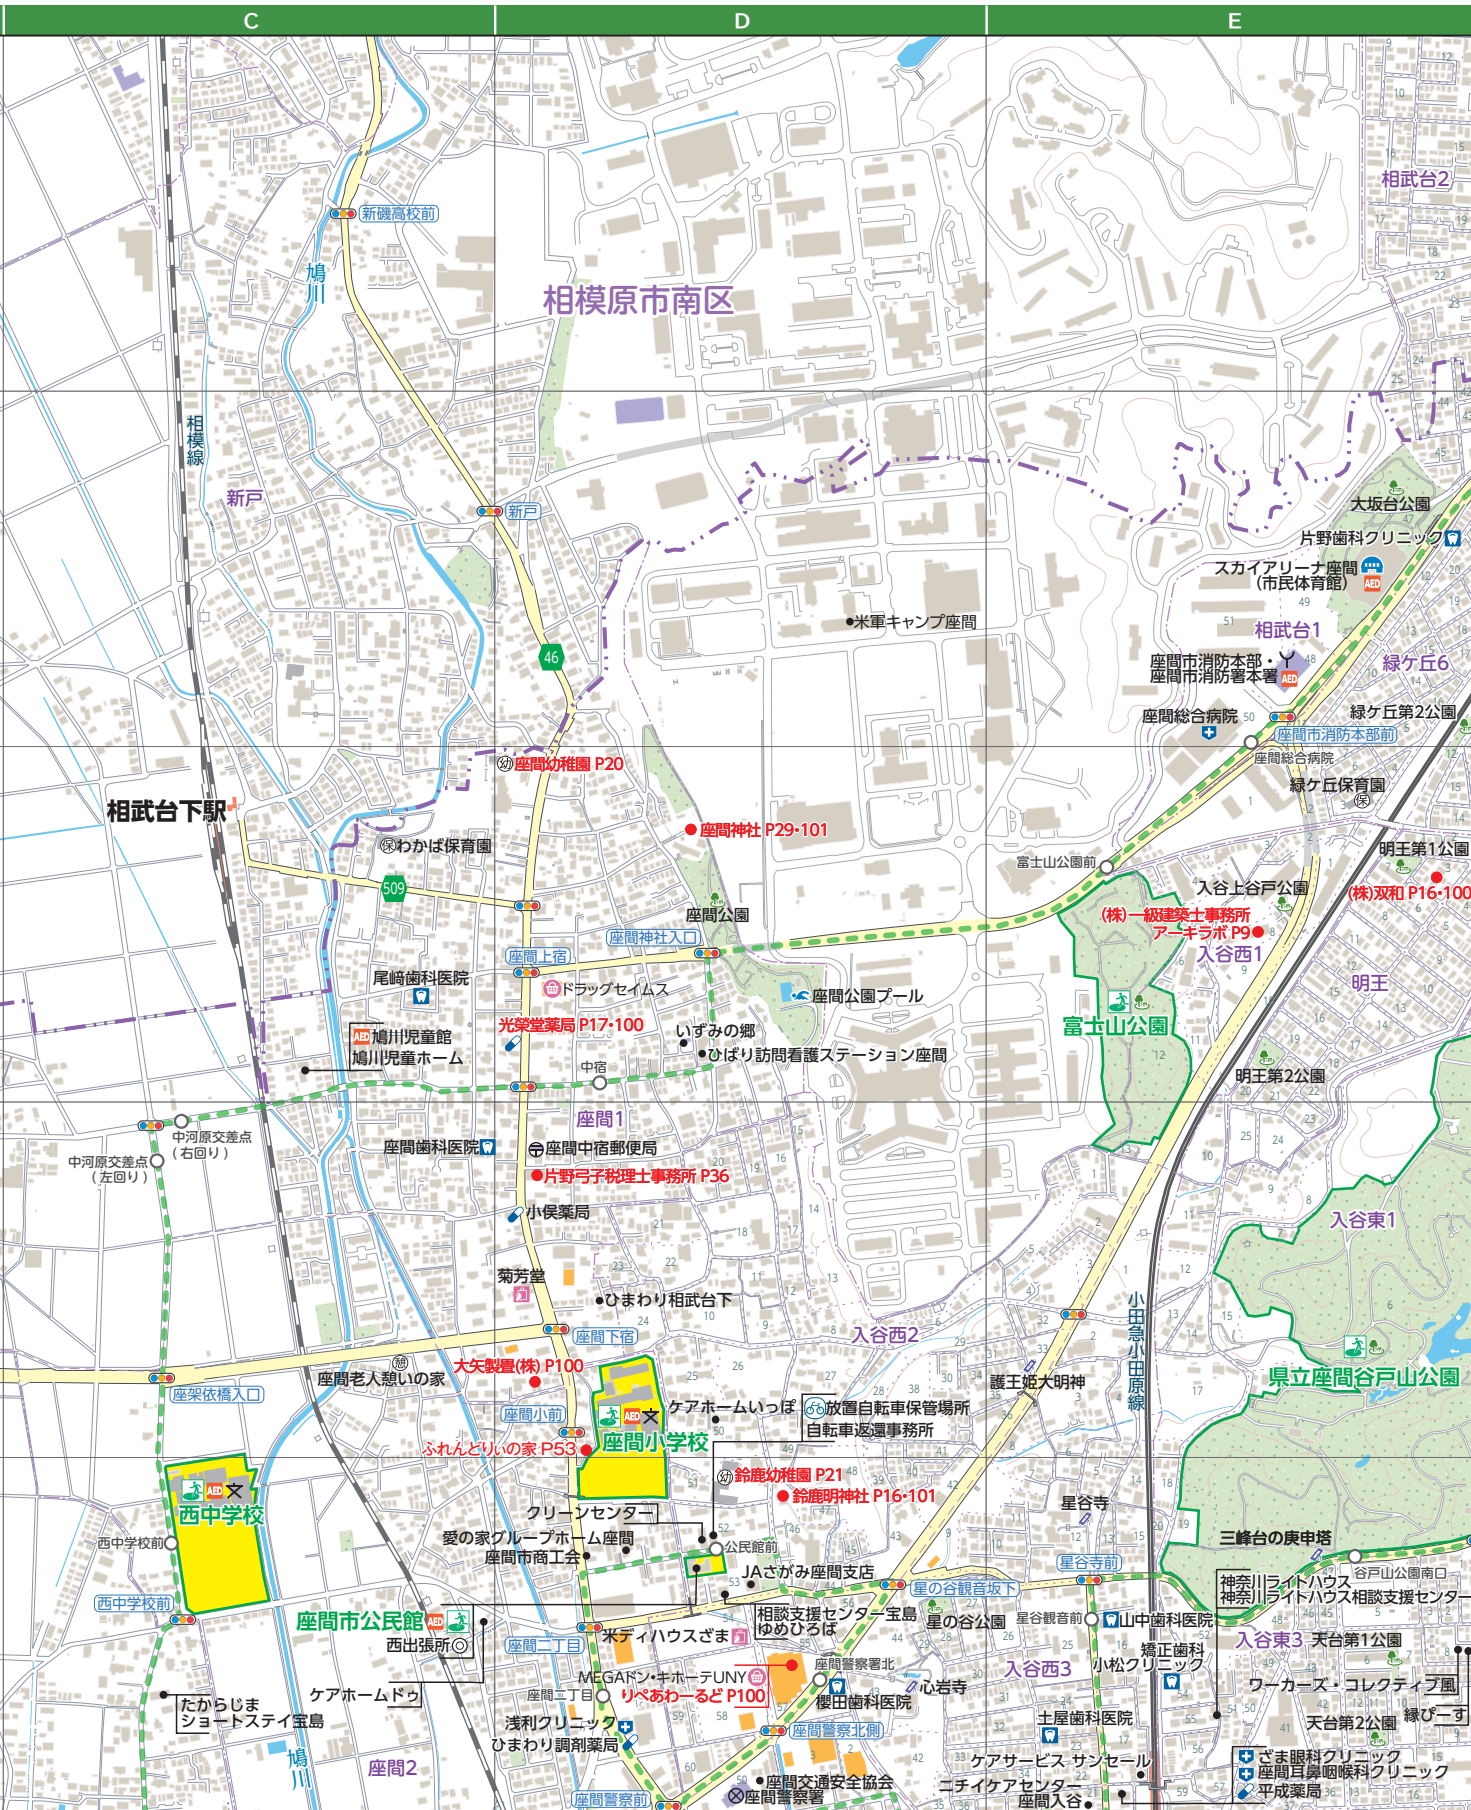 C
D
E
相武台2
新磯高校前
鳩川
相模原市南区
相模線
新戸
新戸
大坂台公園
片野歯科クリニック
スカイアリーナ座間
(市民体育館)
AED
米軍キャンプ座間
相武台1
46
緑ケ丘6
座間市消防本部・
座間市消防署本署
AED
緑ケ丘第2公園
座間総合病院
座間市消防本部前
座間総合病院
幼 座間幼稚園 P20
緑ケ丘保育園
保
相武台下駅
座間神社 P29・101
保 わかば保育園
明王第1公園
富士山公園前
509
入谷上谷戸公園
(株)双和 P16・100
座間公園
(株)一級建築士事務所
アーキラボ P9
座間神社入口
座間上宿
入谷西1
尾﨑歯科医院
明王
ドラッグセイムス
座間公園プール
光榮堂薬局 P17・100
富士山公園
いずみの郷
AED 鳩川児童館
鳩川児童ホーム
ひばり訪問看護ステーション座間
中宿
明王第2公園
座間1
中河原交差点
(右回り)
座間歯科医院
座間中宿郵便局
中河原交差点
(左回り)
片野弓子税理士事務所 P36
小俣薬局
入谷東1
菊芳堂
ひまわり相武台下
小田急小田原線
座間下宿
入谷西2
大矢製畳(株) P100
座間老人憩いの家
憩
県立座間谷戸山公園
護王姫大明神
座架依橋入口
ケアホームいっぽ
放置自転車保管場所
自転車返還事務所
座間小前
AED 文
座間小学校
ふれんどりぃの家 P53
幼 鈴鹿幼稚園 P21
鈴鹿明神社 P16・101
AED 文
西中学校
クリーンセンター
星谷寺
愛の家グループホーム座間
座間市商工会
公民館前
三峰台の庚申塔
西中学校前
JAさがみ座間支店
星谷寺前
谷戸山公園南口
星の谷観音坂下
神奈川ライトハウス
神奈川ライトハウス相談支援センター
西中学校前
相談支援センター宝島
ゆめひろば
座間市公民館 AED
星の谷公園
星谷観音前
山中歯科医院
西出張所
座間二丁目
米ディハウスざま
入谷東3
天台第1公園
矯正歯科
小松クリニック
座間警察署北
入谷西3
MEGAドン・キホーテUNY
りぺあわーるど P100
心岩寺
ワーカーズ・コレクティブ風
ケアホームドゥ
座間二丁目
櫻田歯科医院
縁ぴーす
たからじま
ショートステイ宝島
浅利クリニック
ひまわり調剤薬局
座間警察北側
土屋歯科医院
天台第2公園
鳩川
座間2
ケアサービス サンセール
ざま眼科クリニック
座間耳鼻咽喉科クリニック
平成薬局
座間交通安全協会
座間警察署
ニチイケアセンター
座間入谷
座間警察前